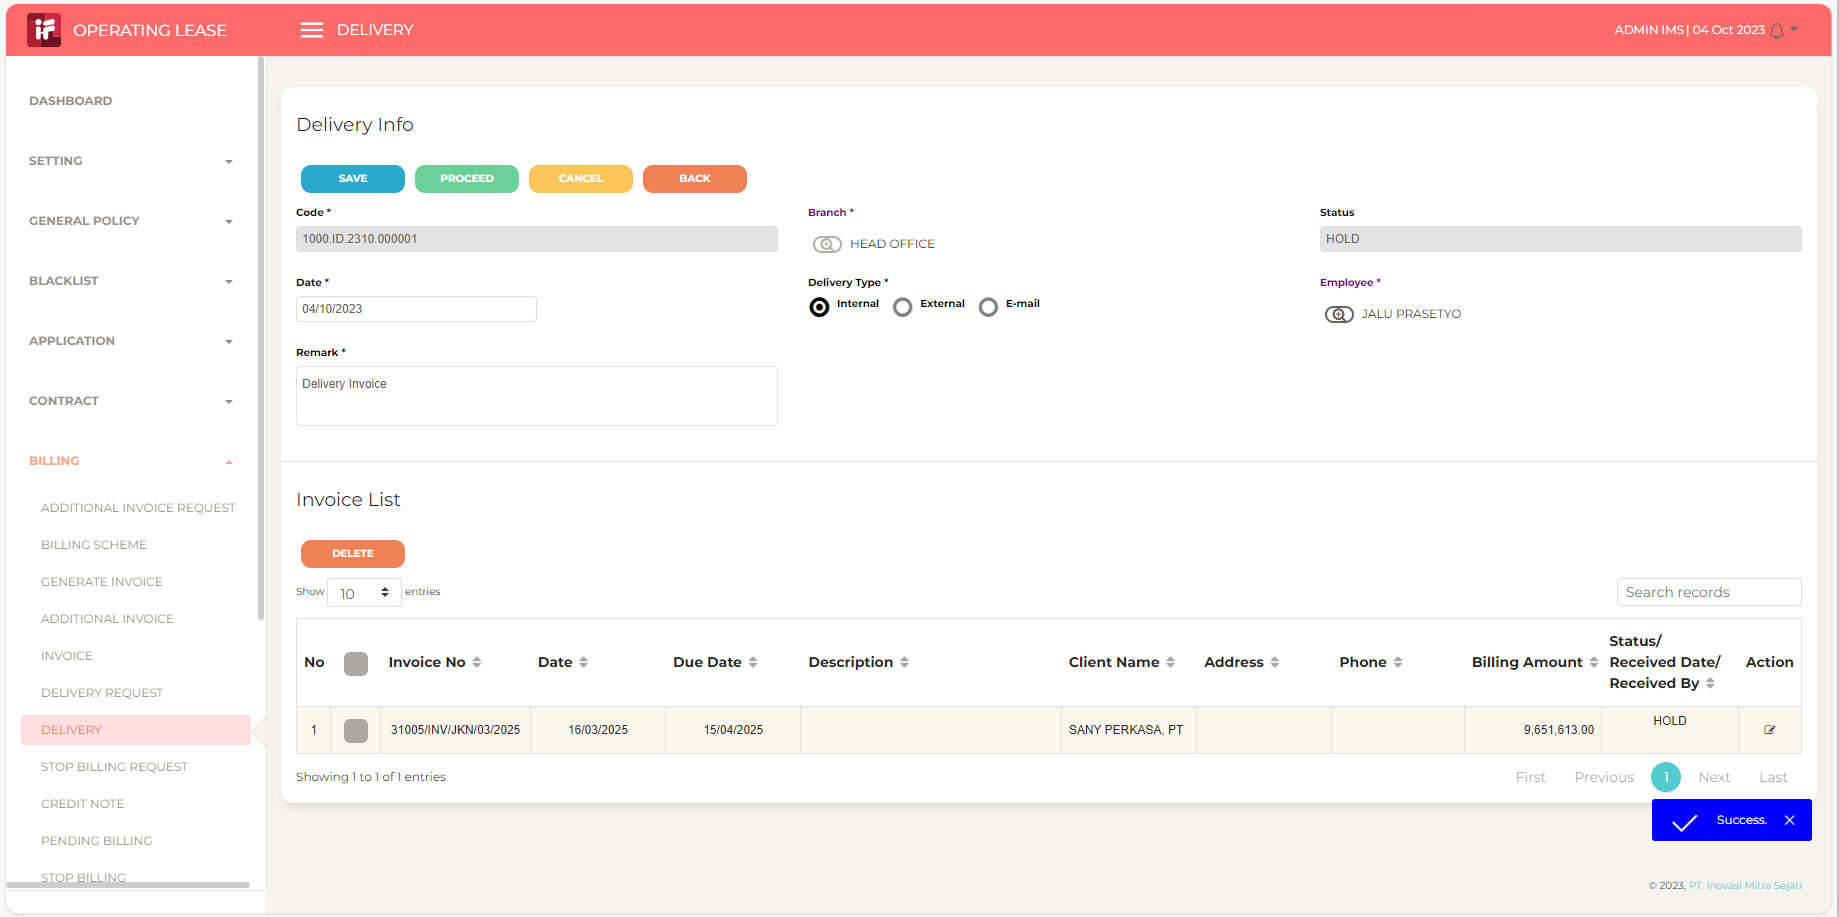 OPERATING LEASE
DELIVERY
ADMIN IMS | 04 Oct 2023
DASHBOARD
SETTING
GENERAL POLICY
BLACKLIST
APPLICATION
CONTRACT
BILLING
ADDITIONAL INVOICE REQUEST
BILLING SCHEME
GENERATE INVOICE
ADDITIONAL INVOICE
INVOICE
DELIVERY REQUEST
DELIVERY
STOP BILLING REQUEST
CREDIT NOTE
PENDING BILLING
STOP BILLING
Delivery Info
SAVE
PROCEED
CANCEL
BACK
Code *
1000.ID.2310.000001
Branch *
HEAD OFFICE
Status
HOLD
Date *
04/10/2023
Delivery Type *
Internal
External
E-mail
Employee *
JALU PRASETYO
Remark *
Delivery Invoice
Invoice List
DELETE
Show 10 entries
Search records
No
Invoice No
Date
Due Date
Description
Client Name
Address
Phone
Billing Amount
Status/
Received Date/
Received By
Action
1
31005/INV/JKN/03/2025
16/03/2025
15/04/2025
SANY PERKASA, PT
9,651,613.00
HOLD
Showing 1 to 1 of 1 entries
First
Previous
1
Next
Last
Success.
© 2023, PT. Inovasi Mitra Sejati